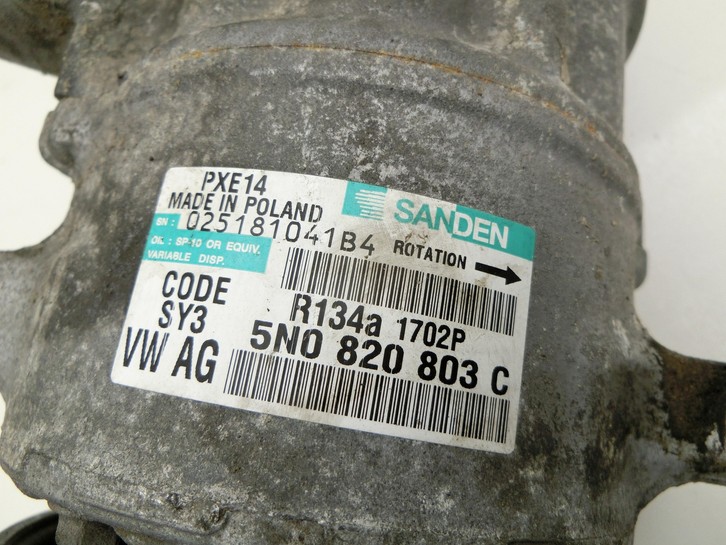 PXE14
MADE IN POLAND
SANDEN
SN : 025181041B4
ROTATION
OIL : SP-10 OR EQUIV.
VARIABLE DISP.
CODE
SY3
R134a 1702P
VW AG
5N0 820 803 C